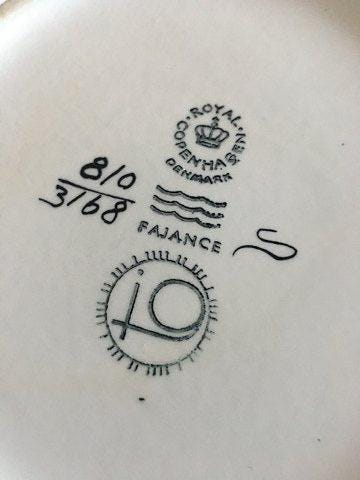 ROYAL COPENHAGEN
DENMARK
810
3168
FAJANCE
S